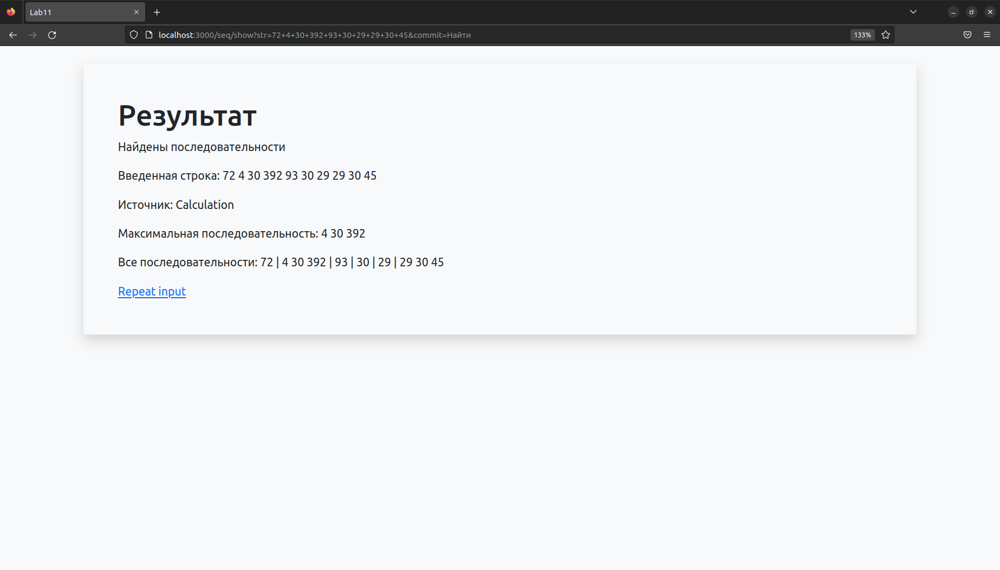 Lab11
localhost:3000/seq/show?str=72+4+30+392+93+30+29+29+30+45&commit=Найти
133%
Результат
Найдены последовательности
Введенная строка: 72 4 30 392 93 30 29 29 30 45
Источник: Calculation
Максимальная последовательность: 4 30 392
Все последовательности: 72 | 4 30 392 | 93 | 30 | 29 | 29 30 45
Repeat input